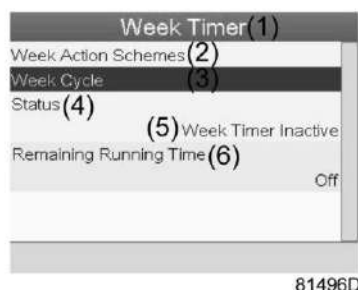 Week Timer(1)
Week Action Schemes(2)
Week Cycle (3)
Status(4)
(5)Week Timer Inactive
Remaining Running Time(6)
Off
81496D